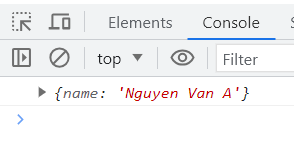 Elements Console
top Filter
{name: 'Nguyen Van A'}